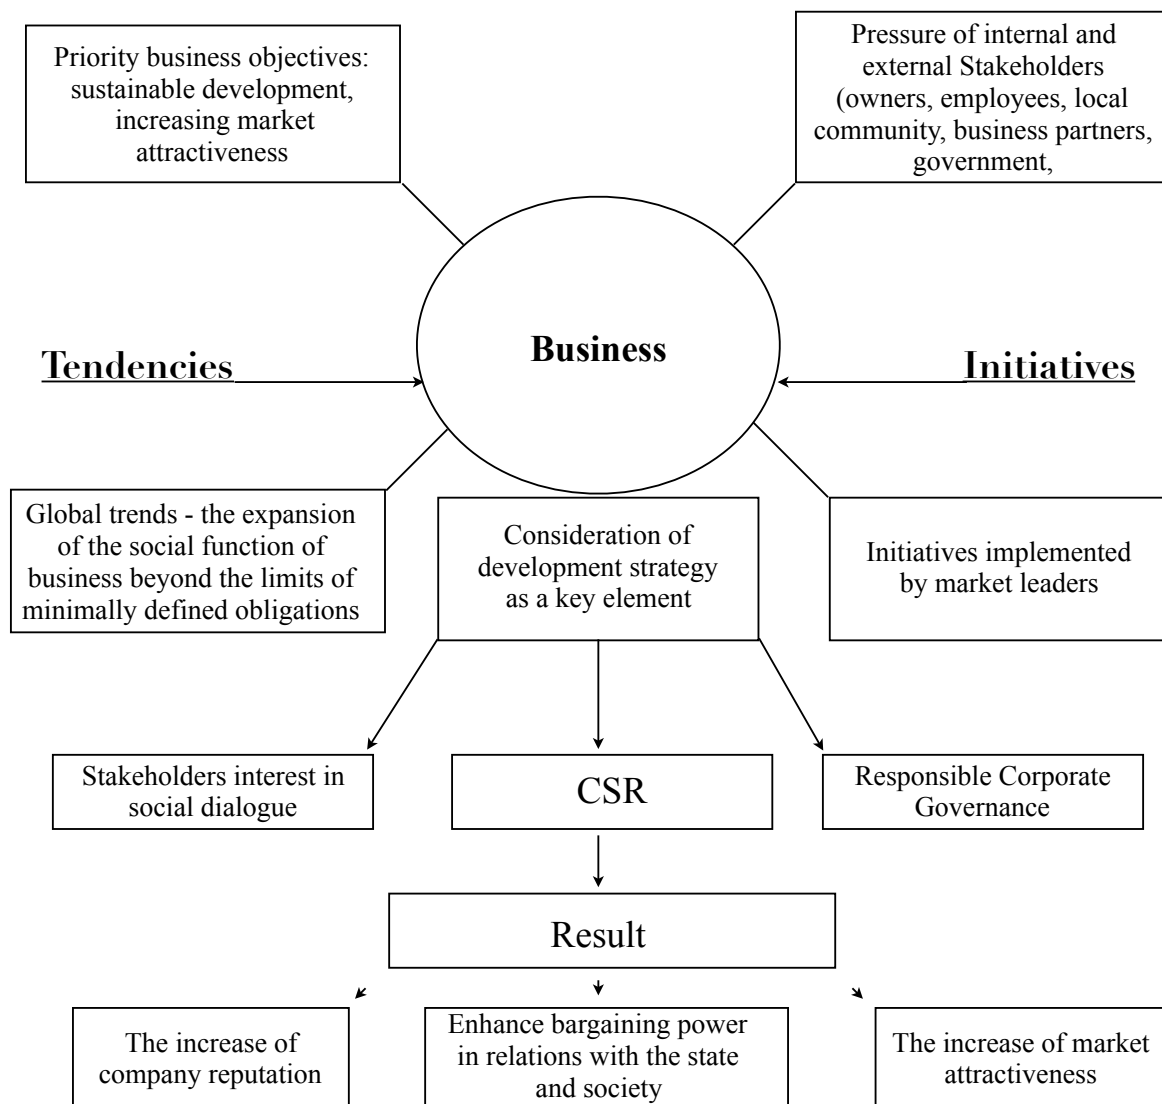 Priority business objectives:
sustainable development,
increasing market
attractiveness
Pressure of internal and
external Stakeholders
(owners, employees, local
community, business partners,
government,
Business
Tendencies
Initiatives
Global trends - the expansion
of the social function of
business beyond the limits of
minimally defined obligations
Consideration of
development strategy
as a key element
Initiatives implemented
by market leaders
Stakeholders interest in
social dialogue
CSR
Responsible Corporate
Governance
Result
The increase of
company reputation
Enhance bargaining power
in relations with the state
and society
The increase of market
attractiveness